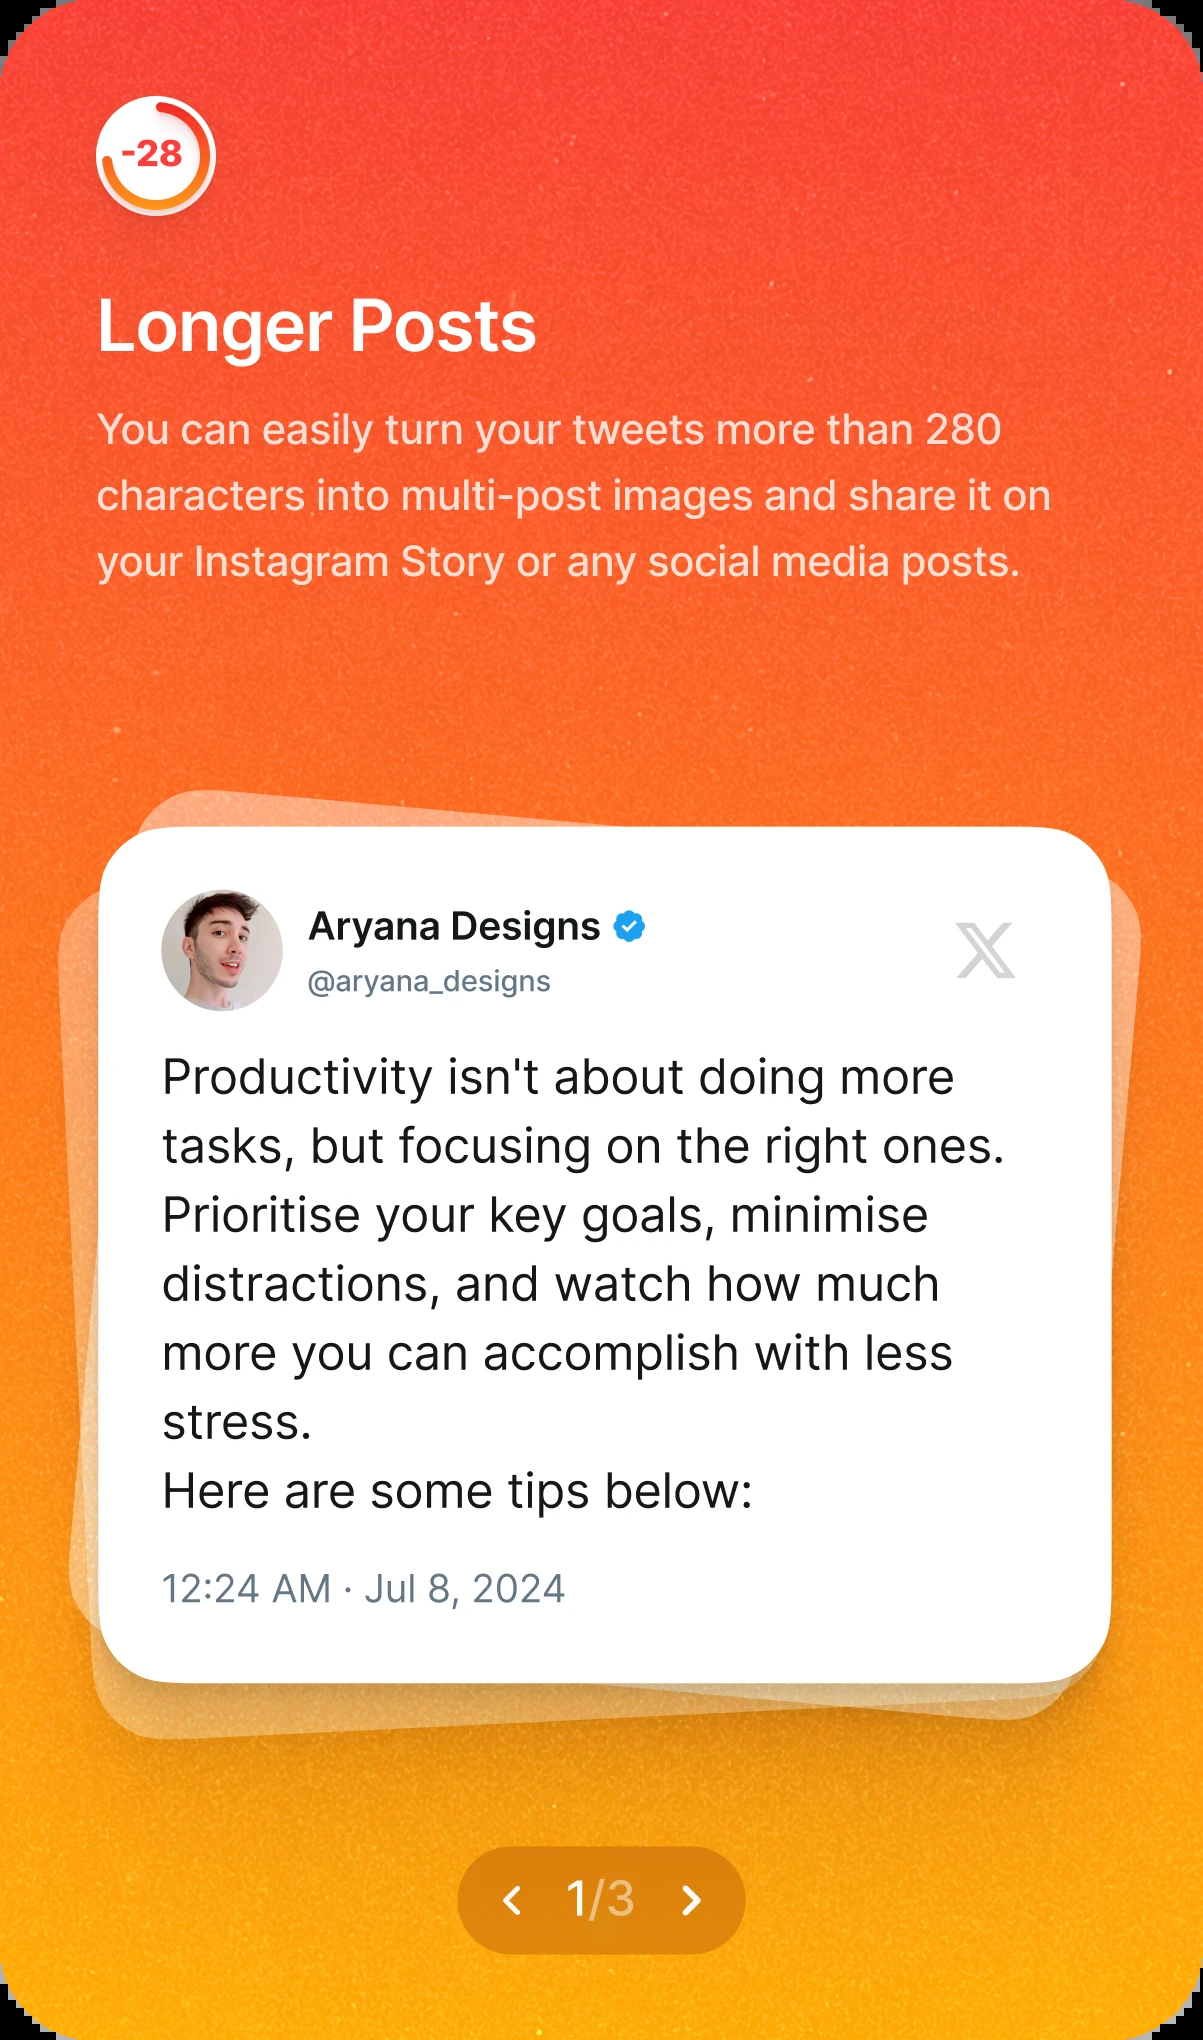 -28
Longer Posts
You can easily turn your tweets more than 280
characters into multi-post images and share it on
your Instagram Story or any social media posts.
Aryana Designs
@aryana_designs
Productivity isn't about doing more
tasks, but focusing on the right ones.
Prioritise your key goals, minimise
distractions, and watch how much
more you can accomplish with less
stress.
Here are some tips below:
12:24 AM · Jul 8, 2024
1/3